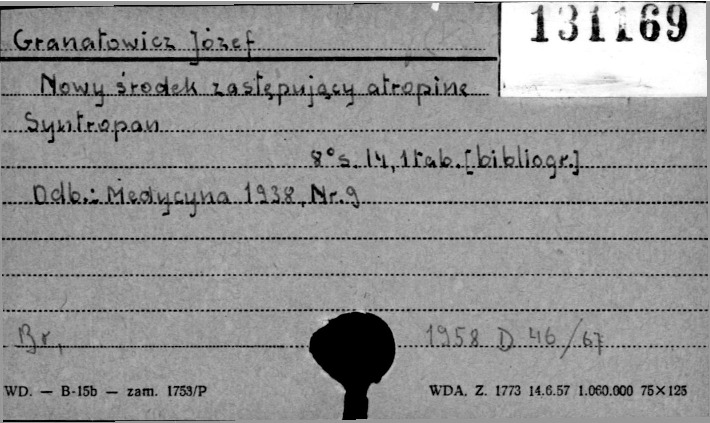 131169
Granatowicz Józef
Nowy środek zastępujący atropinę
Syntropan
8° s. 14, 1 tab. [bibliogr.]
Odb.: Medycyna 1938, Nr. 9
Br, 1958 D 46/67
WD. — B-15b — zam. 1753/P WDA. Z. 1773 14.6.57 1.060.000 75×125